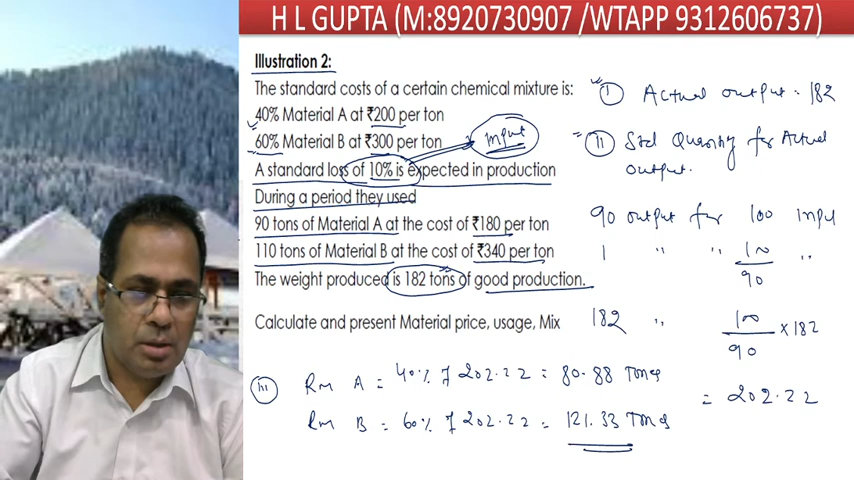 H L GUPTA (M:8920730907 /WTAPP 9312606737)
Illustration 2:
The standard costs of a certain chemical mixture is:
40% Material A at ₹200 per ton
60% Material B at ₹300 per ton
A standard loss of 10% is expected in production
During a period they used
90 tons of Material A at the cost of ₹180 per ton
110 tons of Material B at the cost of ₹340 per ton
The weight produced is 182 tons of good production.
Calculate and present Material price, usage, Mix
Input
I Actual output = 182
II Std Quantity for Actual
output.
90 output for 100 Input
1 " " 100/90 "
182 " 100/90 × 182
= 202.22
III Rm A = 40% of 202.22 = 80.88 Tones
Rm B = 60% of 202.22 = 121.33 Tones